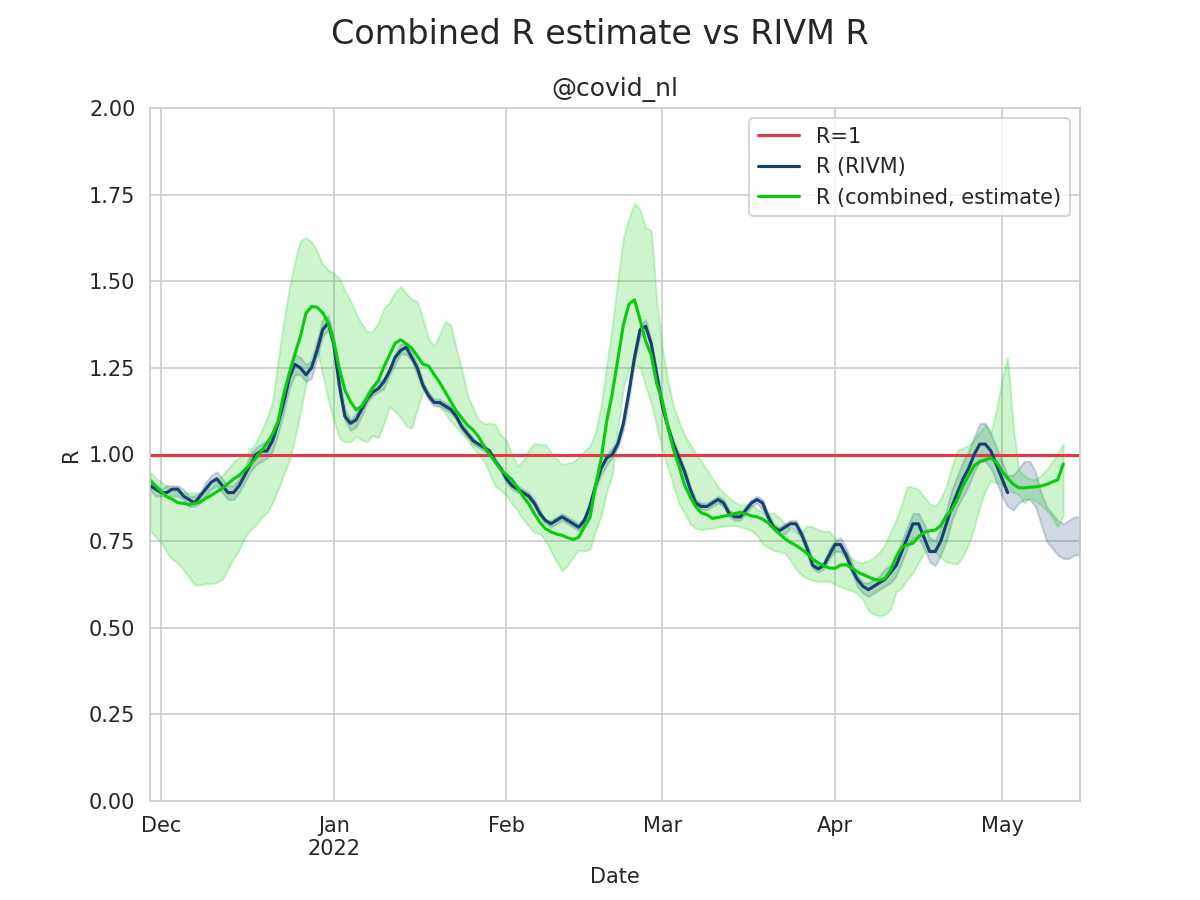 Combined R estimate vs RIVM R
@covid_nl
2.00
1.75
1.50
1.25
1.00
0.75
0.50
0.25
0.00
R
R=1
R (RIVM)
R (combined, estimate)
Dec
Jan
2022
Feb
Mar
Apr
May
Date